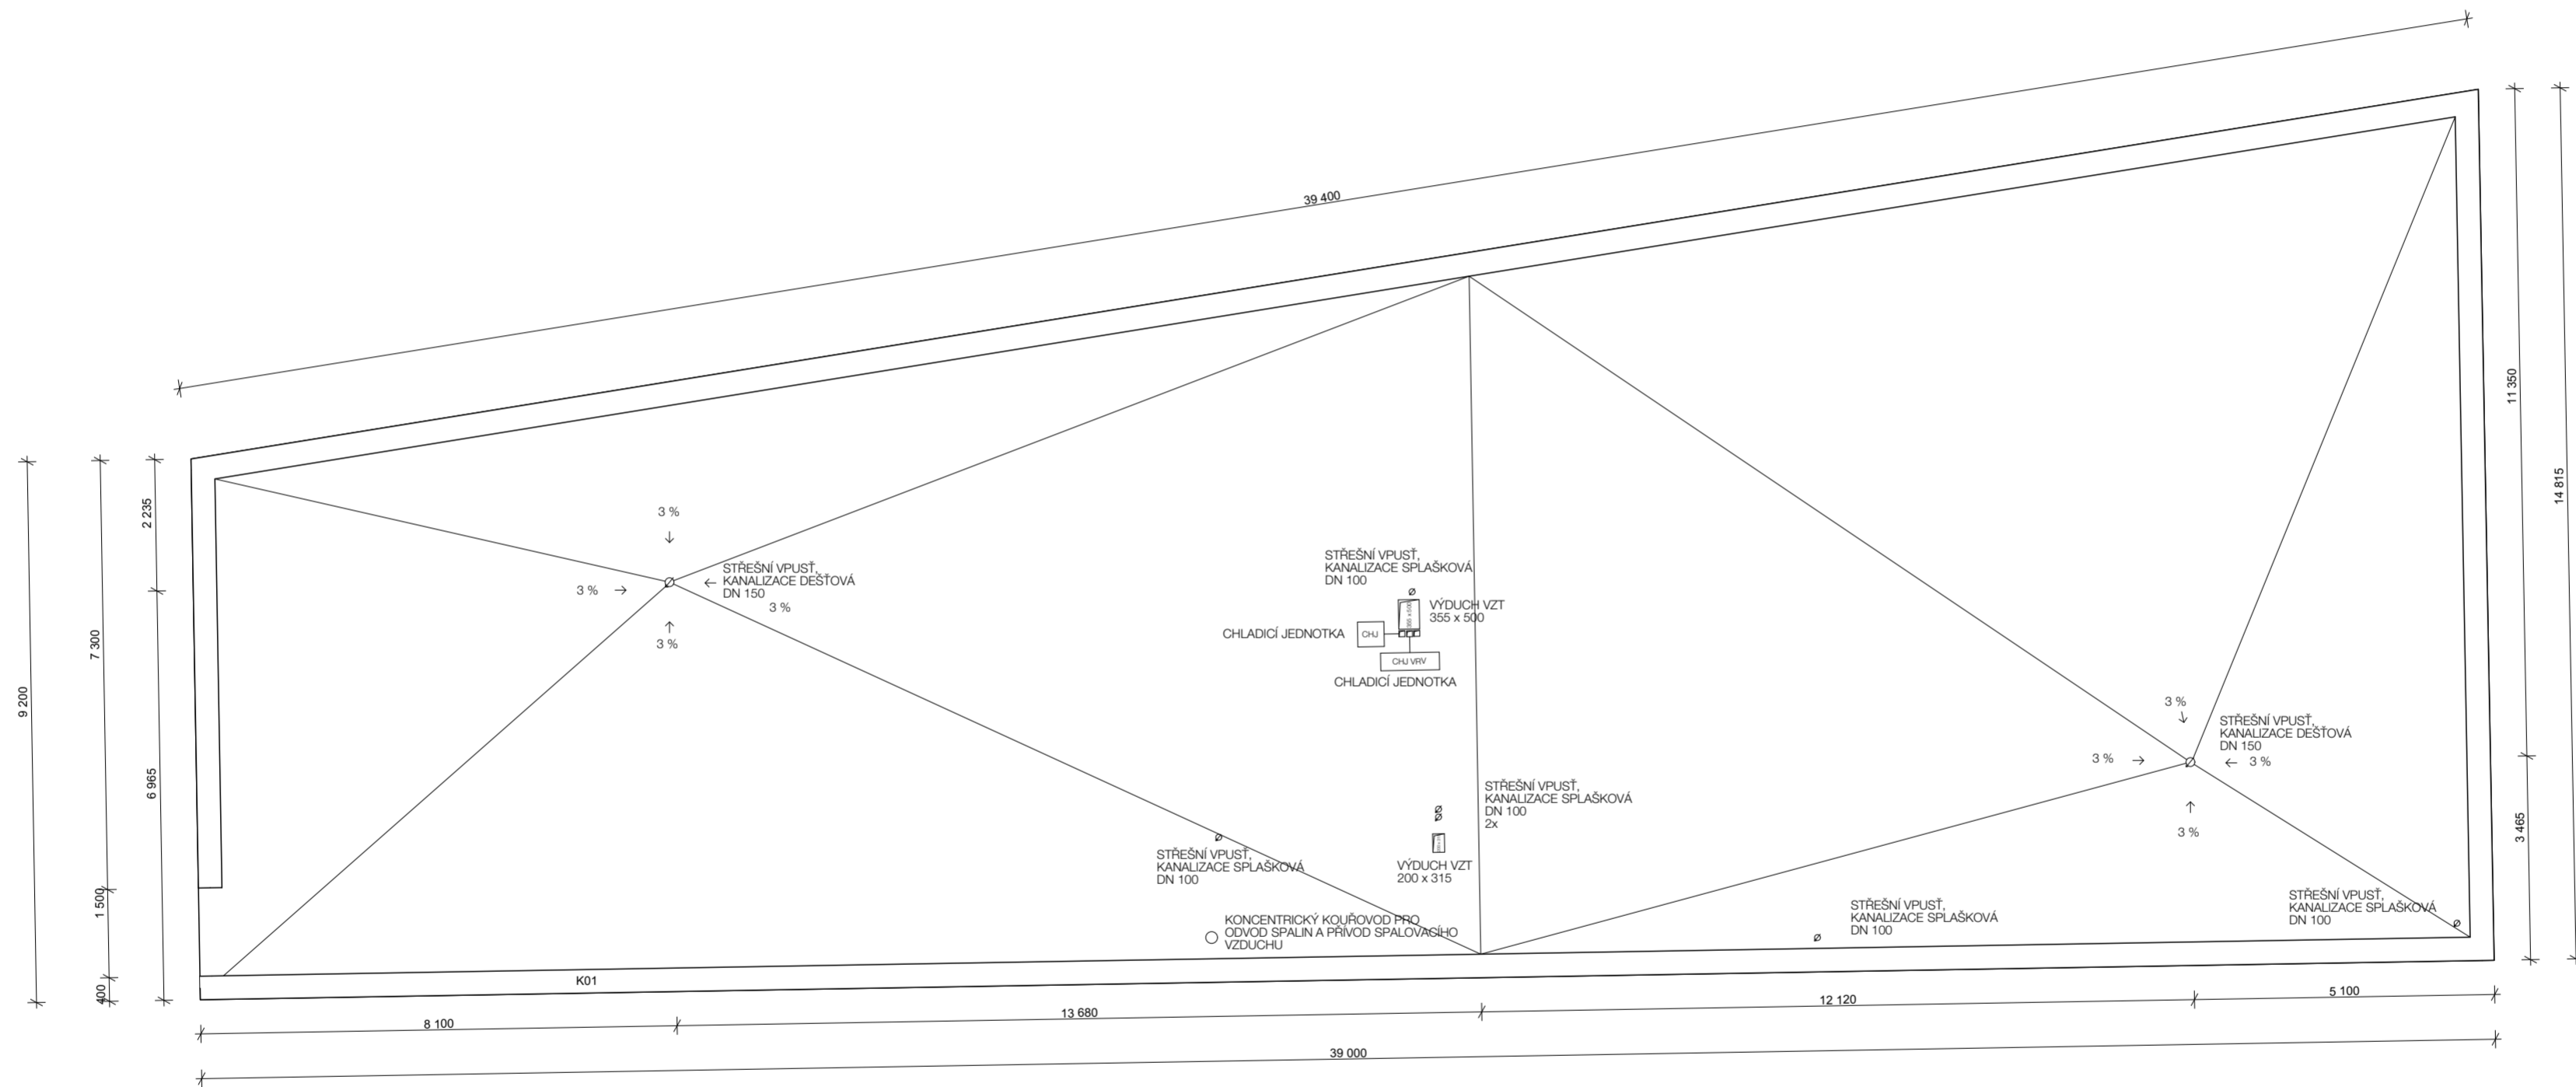 39 400
11 350
14 815
3 465
2 235
7 300
9 200
6 965
1 500
400
3 %
3 %
3 %
3 %
STŘEŠNÍ VPUSŤ,
KANALIZACE DEŠŤOVÁ
DN 150
STŘEŠNÍ VPUSŤ,
KANALIZACE SPLAŠKOVÁ
DN 100
355 x 500
VÝDUCH VZT
355 x 500
CHLADICÍ JEDNOTKA
CHJ
CHJ VRV
CHLADICÍ JEDNOTKA
3 %
3 %
3 %
3 %
STŘEŠNÍ VPUSŤ,
KANALIZACE DEŠŤOVÁ
DN 150
STŘEŠNÍ VPUSŤ,
KANALIZACE SPLAŠKOVÁ
DN 100
2x
VÝDUCH VZT
200 x 315
STŘEŠNÍ VPUSŤ,
KANALIZACE SPLAŠKOVÁ
DN 100
KONCENTRICKÝ KOUŘOVOD PRO
ODVOD SPALIN A PŘÍVOD SPALOVACÍHO
VZDUCHU
STŘEŠNÍ VPUSŤ,
KANALIZACE SPLAŠKOVÁ
DN 100
STŘEŠNÍ VPUSŤ,
KANALIZACE SPLAŠKOVÁ
DN 100
K01
8 100
13 680
12 120
5 100
39 000